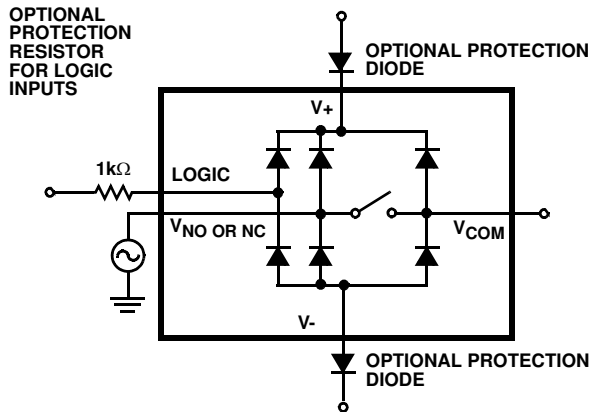 OPTIONAL
PROTECTION
RESISTOR
FOR LOGIC
INPUTS
OPTIONAL PROTECTION
DIODE
V+
1kΩ
LOGIC
VNO OR NC
VCOM
V-
OPTIONAL PROTECTION
DIODE